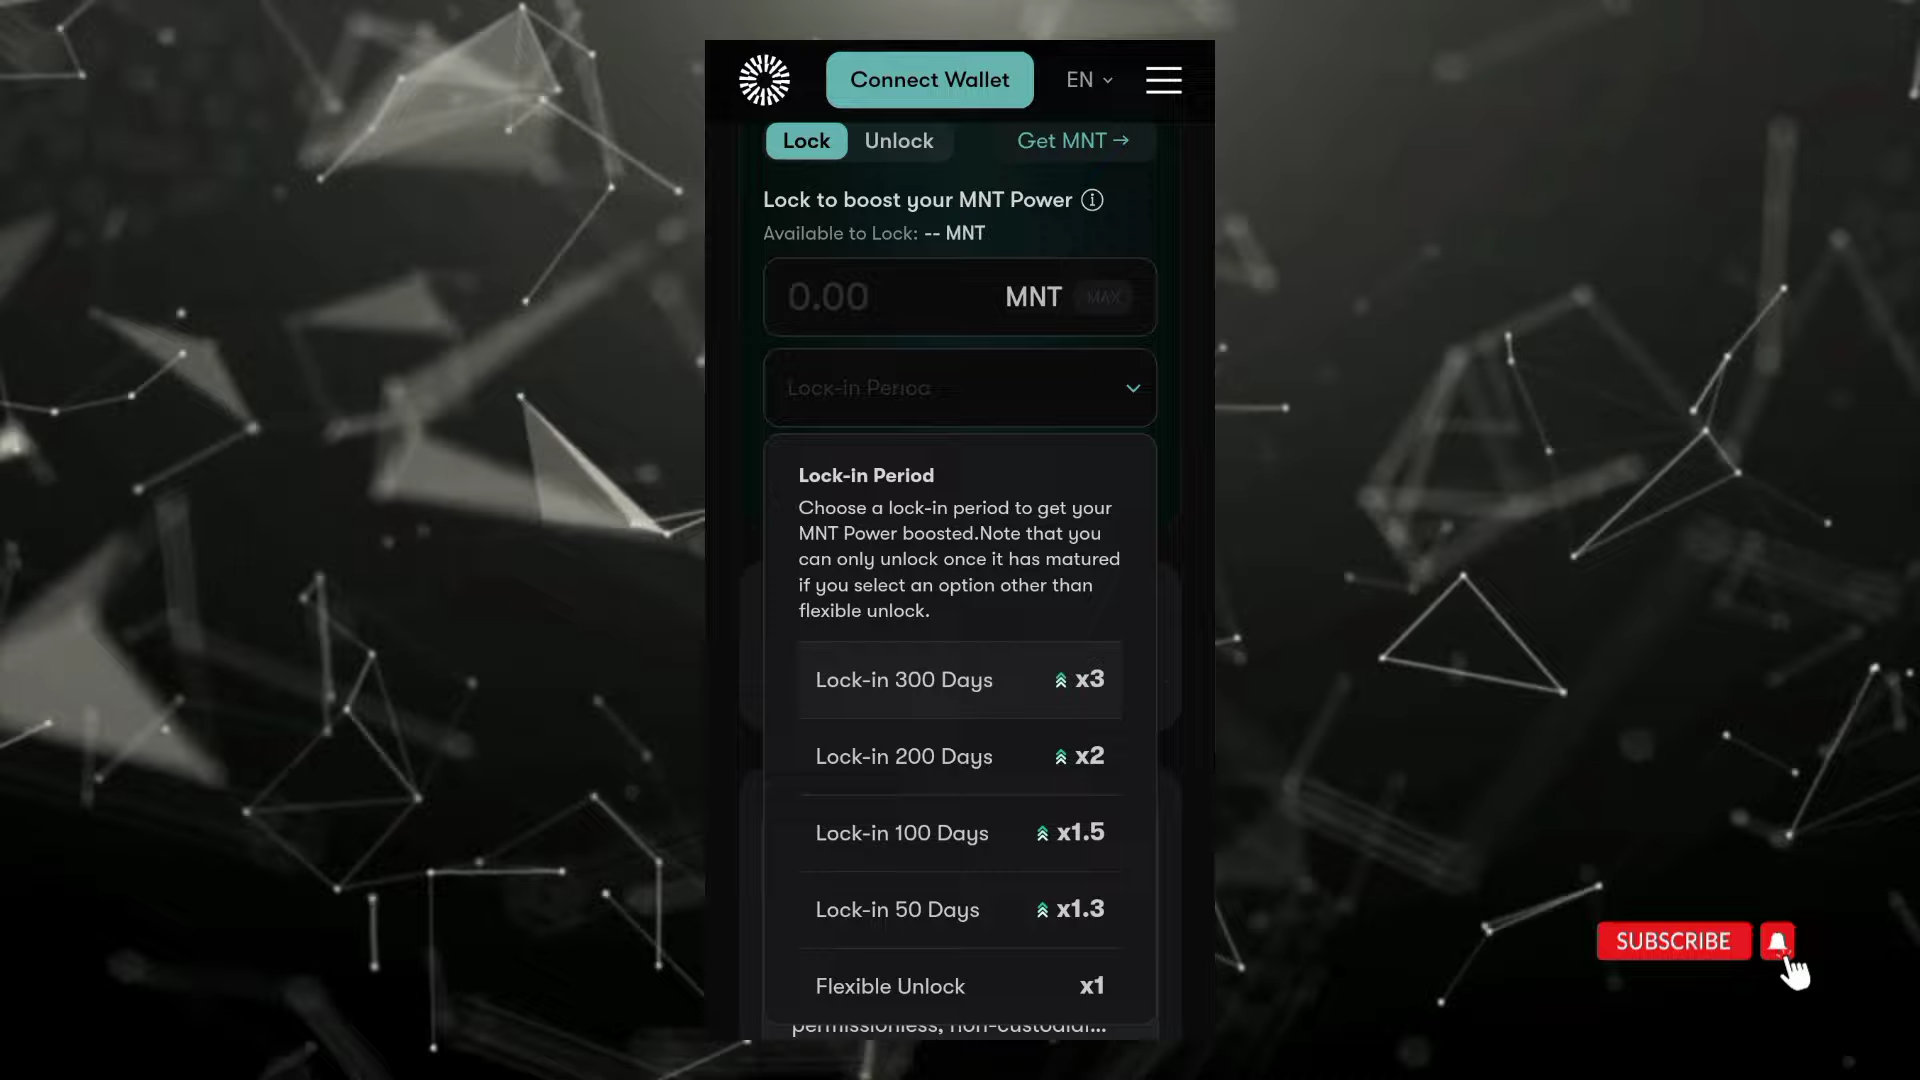 Connect Wallet
EN
Lock
Unlock
Get MNT →
Lock to boost your MNT Power
Available to Lock: -- MNT
0.00
MNT
MAX
Lock-in Period
Lock-in Period
Choose a lock-in period to get your
MNT Power boosted.Note that you
can only unlock once it has matured
if you select an option other than
flexible unlock.
Lock-in 300 Days x3
Lock-in 200 Days x2
Lock-in 100 Days x1.5
Lock-in 50 Days x1.3
Flexible Unlock x1
permissionless, non-custodial...
SUBSCRIBE